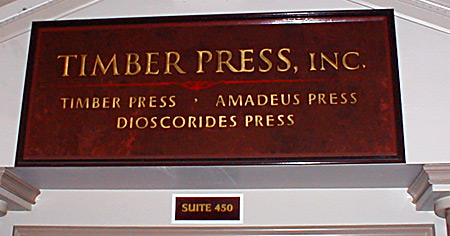 TIMBER PRESS, INC.
TIMBER PRESS , AMADEUS PRESS
DIOSCORIDES PRESS
SUITE 450